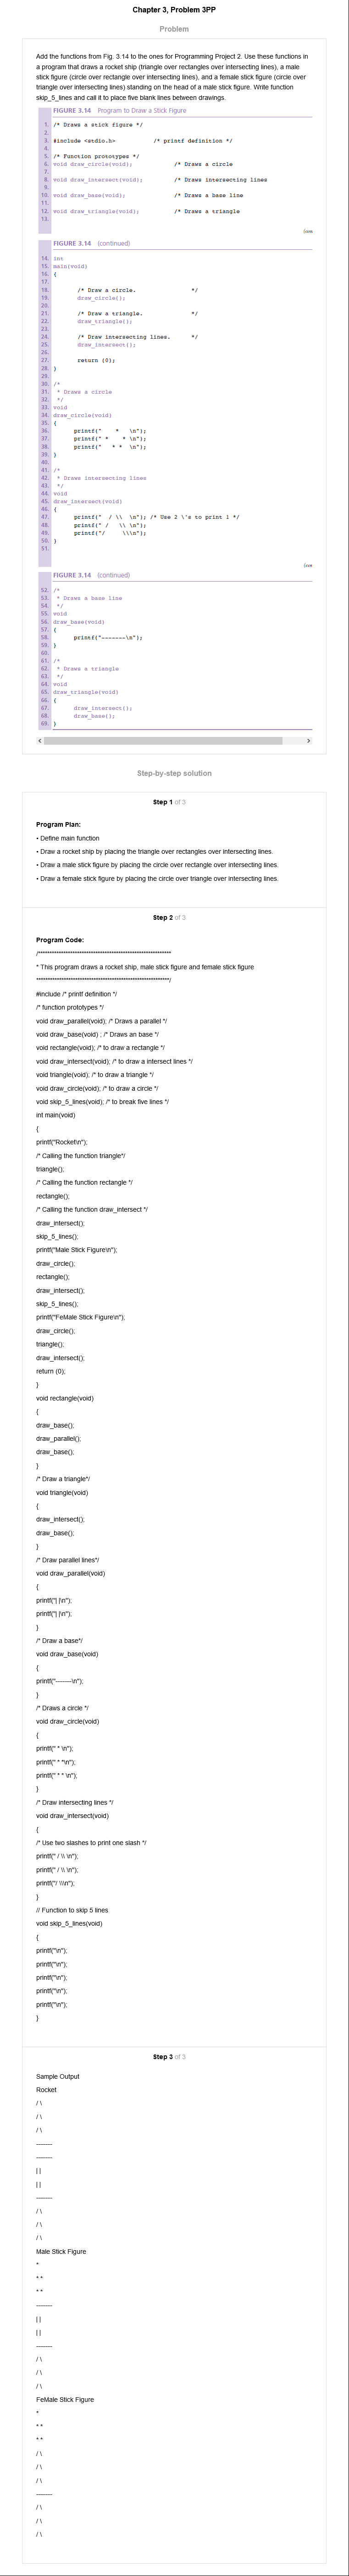 Chapter 3, Problem 3PP
Problem
Add the functions from Fig. 3.14 to the ones for Programming Project 2. Use these functions in
a program that draws a rocket ship (triangle over rectangles over intersecting lines), a male
stick figure (circle over rectangle over intersecting lines), and a female stick figure (circle over
triangle over intersecting lines) standing on the head of a male stick figure. Write function
skip_5_lines and call it to place five blank lines between drawings.
FIGURE 3.14 Program to Draw a Stick Figure
1. /* Draws a stick figure */
2.
3. #include <stdio.h> /* printf definition */
4.
5. /* Function prototypes */
6. void draw_circle(void); /* Draws a circle
7.
8. void draw_intersect(void); /* Draws intersecting lines
9.
10. void draw_base(void); /* Draws a base line
11.
12. void draw_triangle(void); /* Draws a triangle
13.
(con
FIGURE 3.14 (continued)
14. int
15. main(void)
16. {
17.
18. /* Draw a circle. */
19. draw_circle();
20.
21. /* Draw a triangle. */
22. draw_triangle();
23.
24. /* Draw intersecting lines. */
25. draw_intersect();
26.
27. return (0);
28. }
29.
30. /*
31. * Draws a circle
32. */
33. void
34. draw_circle(void)
35. {
36. printf("   *   \n");
37. printf(" *     * \n");
38. printf("  * *  \n");
39. }
40.
41. /*
42. * Draws intersecting lines
43. */
44. void
45. draw_intersect(void)
46. {
47. printf("  / \\  \n"); /* Use 2 \'s to print 1 */
48. printf(" /   \\ \n");
49. printf("/     \\\n");
50. }
51.
(con
FIGURE 3.14 (continued)
52. /*
53. * Draws a base line
54. */
55. void
56. draw_base(void)
57. {
58. printf("-------\n");
59. }
60.
61. /*
62. * Draws a triangle
63. */
64. void
65. draw_triangle(void)
66. {
67. draw_intersect();
68. draw_base();
69. }
Step-by-step solution
Step 1 of 3
Program Plan:
• Define main function
• Draw a rocket ship by placing the triangle over rectangles over intersecting lines.
• Draw a male stick figure by placing the circle over rectangle over intersecting lines.
• Draw a female stick figure by placing the circle over triangle over intersecting lines.
Step 2 of 3
Program Code:
/**********************************************************
* This program draws a rocket ship, male stick figure and female stick figure
**********************************************************/
#include /* printf definition */
/* function prototypes */
void draw_parallel(void); /* Draws a parallel */
void draw_base(void) ; /* Draws an base */
void rectangle(void); /* to draw a rectangle */
void draw_intersect(void); /* to draw a intersect lines */
void triangle(void); /* to draw a triangle */
void draw_circle(void); /* to draw a circle */
void skip_5_lines(void); /* to break five lines */
int main(void)
{
printf("Rocket\n");
/* Calling the function triangle*/
triangle();
/* Calling the function rectangle */
rectangle();
/* Calling the function draw_intersect */
draw_intersect();
skip_5_lines();
printf("Male Stick Figure\n");
draw_circle();
rectangle();
draw_intersect();
skip_5_lines();
printf("FeMale Stick Figure\n");
draw_circle();
triangle();
draw_intersect();
return (0);
}
void rectangle(void)
{
draw_base();
draw_parallel();
draw_base();
}
/* Draw a triangle*/
void triangle(void)
{
draw_intersect();
draw_base();
}
/* Draw parallel lines*/
void draw_parallel(void)
{
printf("| |\n");
printf("| |\n");
}
/* Draw a base*/
void draw_base(void)
{
printf("-------\n");
}
/* Draws a circle */
void draw_circle(void)
{
printf(" * \n");
printf(" * *\n");
printf(" * * \n");
}
/* Draw intersecting lines */
void draw_intersect(void)
{
/* Use two slashes to print one slash */
printf(" / \\ \n");
printf(" / \\ \n");
printf("/ \\\n");
}
// Function to skip 5 lines
void skip_5_lines(void)
{
printf("\n");
printf("\n");
printf("\n");
printf("\n");
printf("\n");
}
Step 3 of 3
Sample Output
Rocket
/ \
/ \
/ \
-------
-------
| |
| |
-------
/ \
/ \
/ \
Male Stick Figure
*
* *
* *
-------
| |
| |
-------
/ \
/ \
/ \
FeMale Stick Figure
*
* *
* *
/ \
/ \
/ \
-------
/ \
/ \
/ \